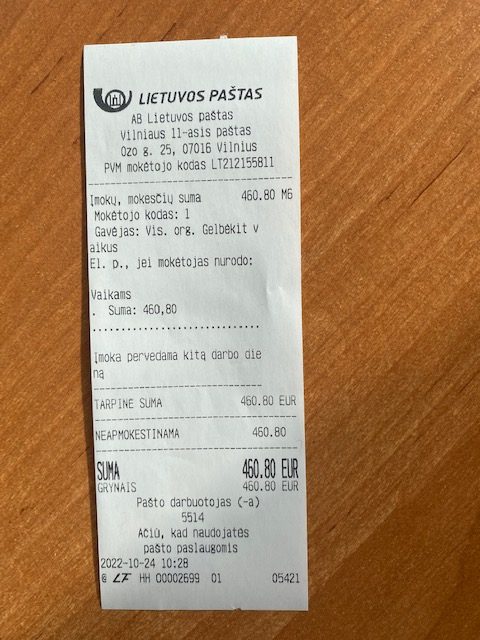 LIETUVOS PAŠTAS
AB Lietuvos paštas
Vilniaus 11-asis paštas
Ozo g. 25, 07016 Vilnius
PVM mokėtojo kodas LT212155811
Įmokų, mokesčių suma 460.80 M6
Mokėtojo kodas: 1
Gavėjas: Vis. org. Gelbėkit v
aikus
El. p., jei mokėtojas nurodo:
Vaikams
. Suma: 460,80
..............................
Įmoka pervedama kitą darbo die
ną
TARPINE SUMA 460.80 EUR
NEAPMOKESTINAMA 460.80
SUMA 460.80 EUR
GRYNAIS 460.80 EUR
Pašto darbuotojas (-a)
5514
Ačiū, kad naudojatės
pašto paslaugomis
2022-10-24 10:28
@ LF HH 00002699 01 05421